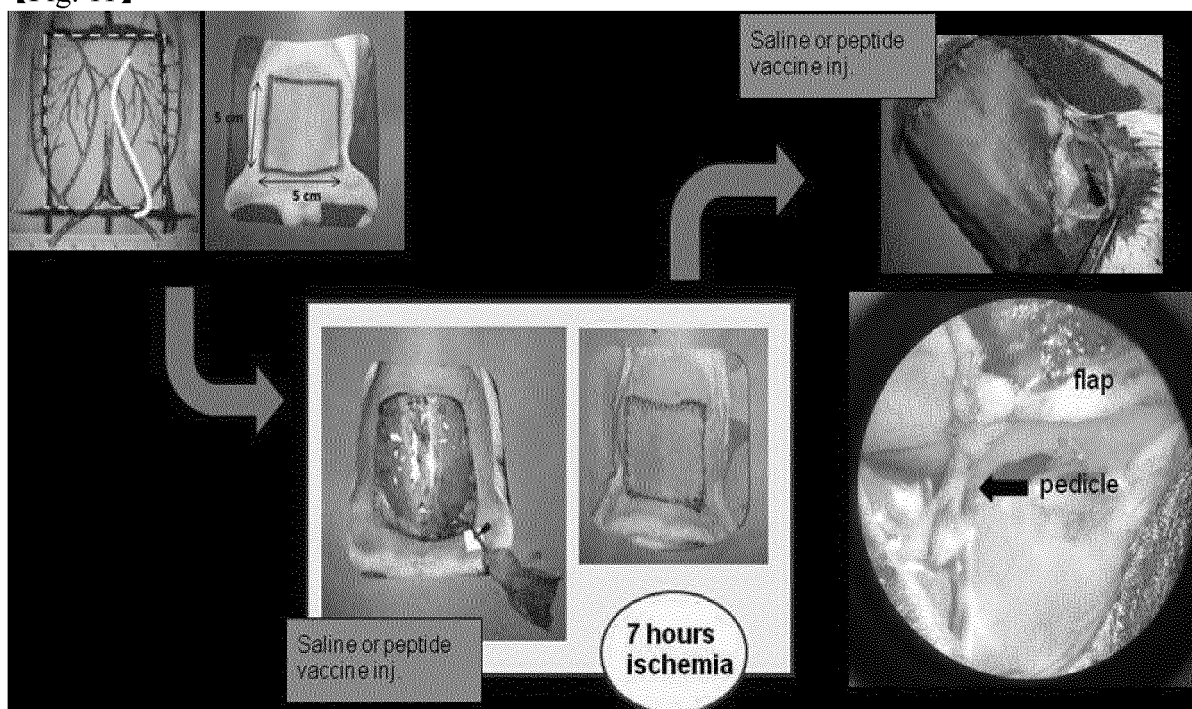 【Fig.
5 cm
5 cm
Saline or peptide
vaccine inj.
Saline or peptide
vaccine inj.
7 hours
ischemia
flap
pedicle